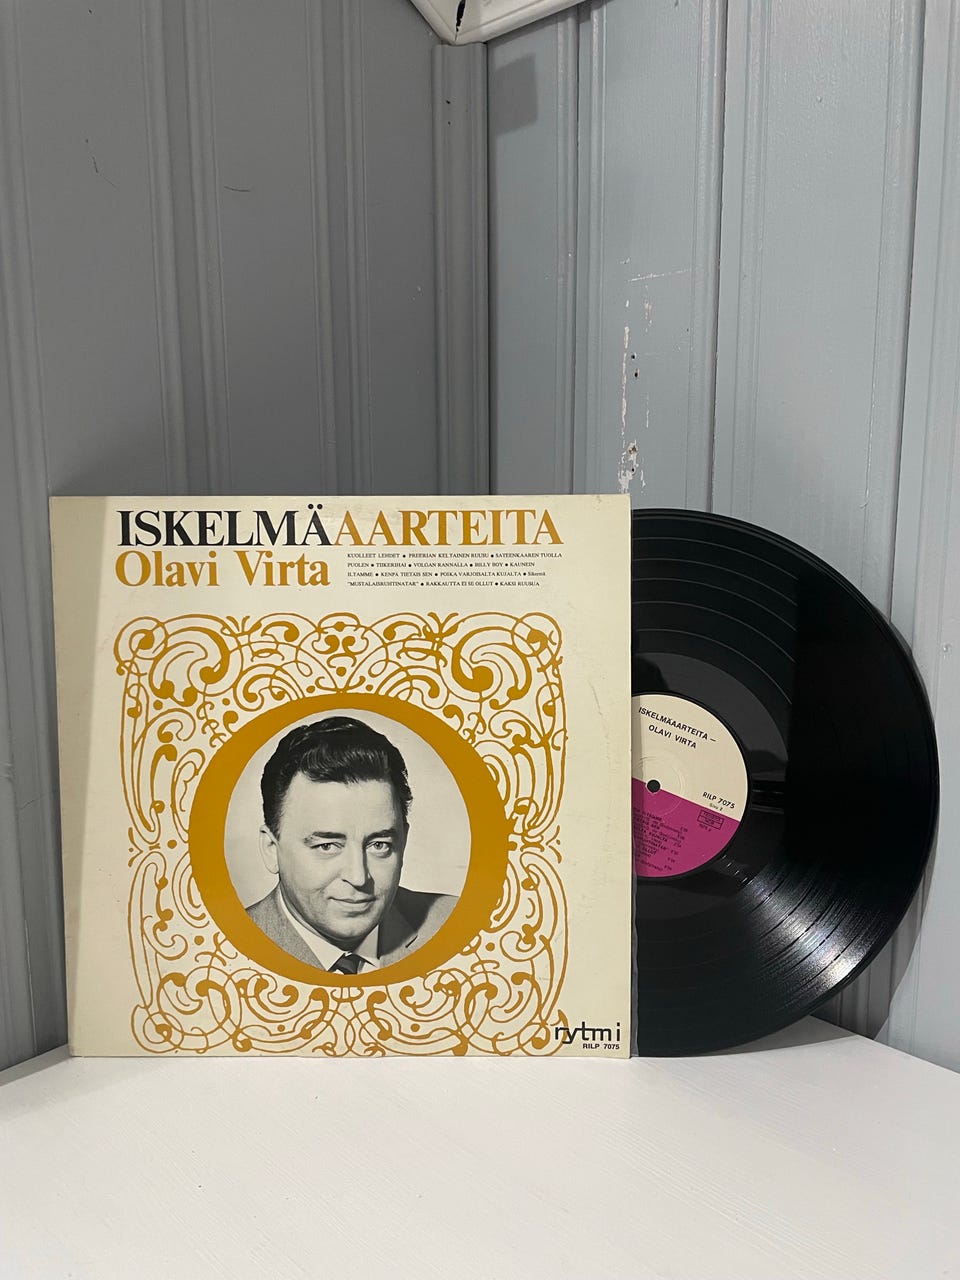 ISKELMÄAARTEITA
Olavi Virta
KUOLLEET LEHDET ● PREERIAN KELTAINEN RUUSU ● SATEENKAAREN TUOLLA
PUOLEN ● TIIKERIHAI ● VOLGAN RANNALLA ● BILLY BOY ● KAUNEIN
ILTAMME ● KENPÄ TIETÄIS SEN ● POIKA VARJOISALTA KUJALTA ● Sikermä
"MUSTALAISRUHTINATAR" ● RAKKAUTTA EI SE OLLUT ● KAKSI RUUSUA
rytmi
RILP 7075
ISKELMÄAARTEITA –
OLAVI VIRTA
RILP 7075
Sivu 2